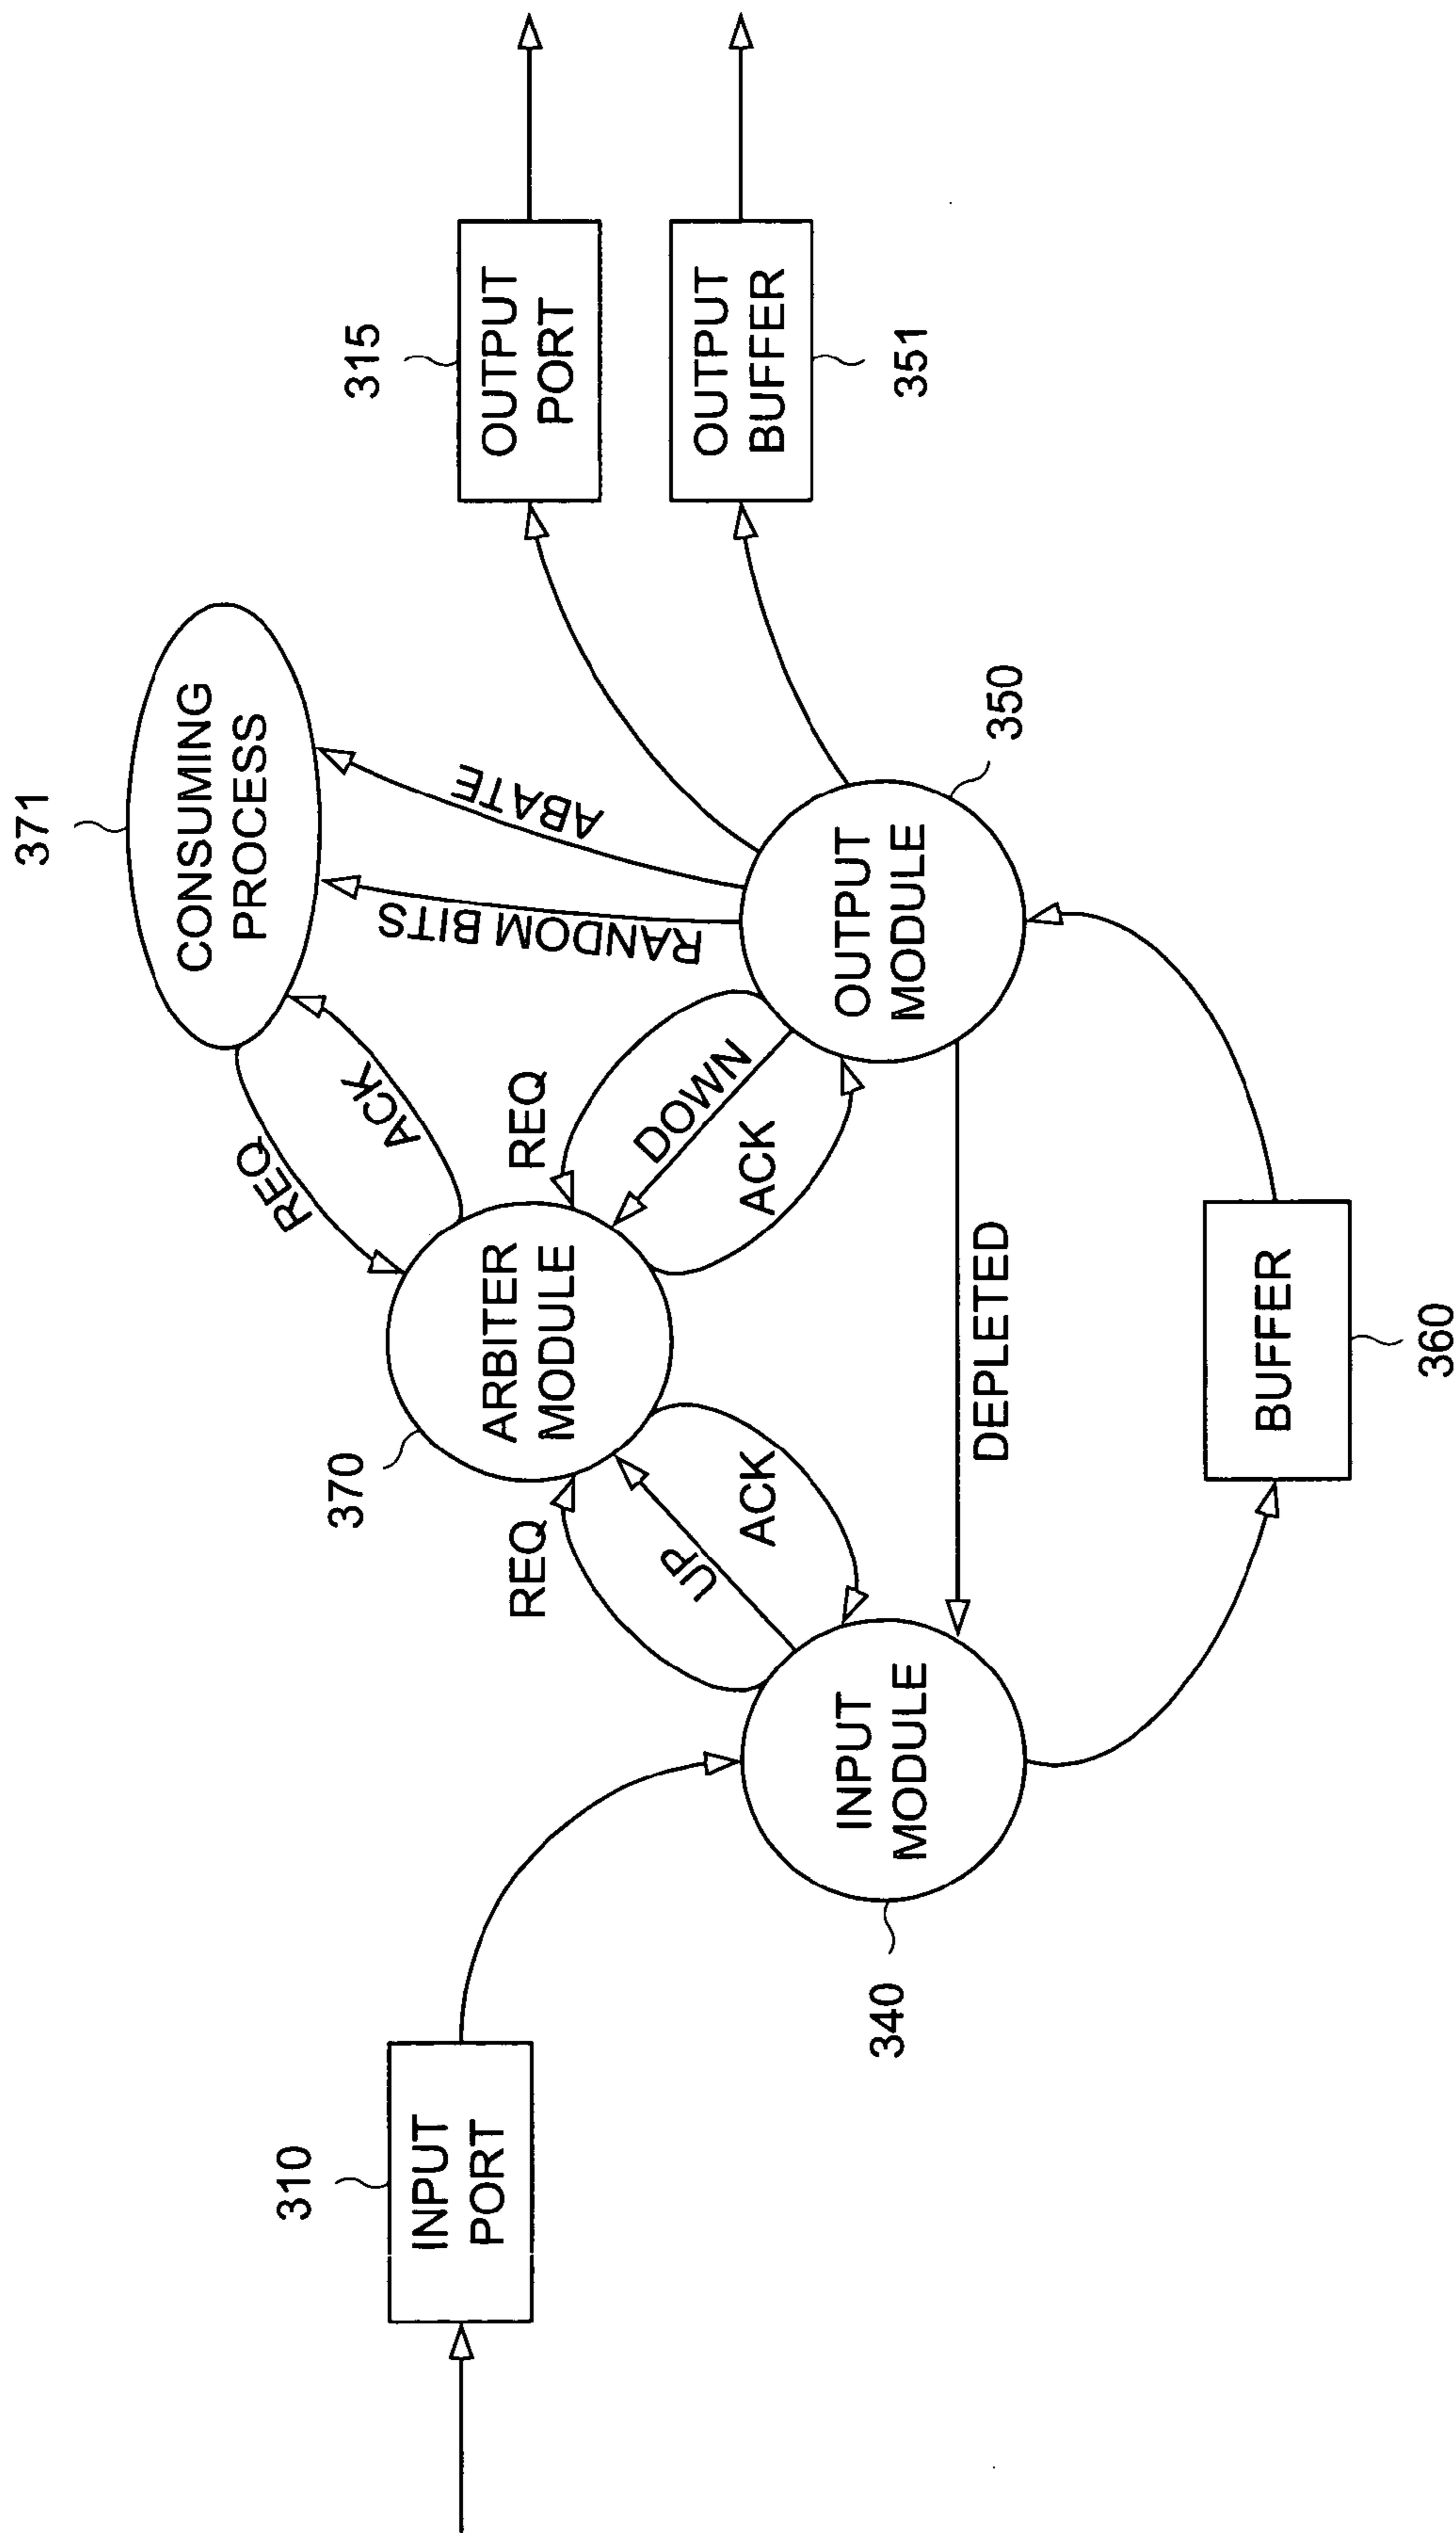 371
CONSUMING
PROCESS
315
OUTPUT
PORT
OUTPUT
BUFFER
351
REQ
ACK
RANDOM BITS
ABATE
370
ARBITER
MODULE
REQ
DOWN
ACK
REQ
UP
ACK
310
INPUT
PORT
INPUT
MODULE
340
DEPLETED
OUTPUT
MODULE
350
BUFFER
360